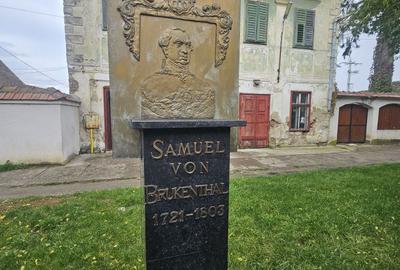 SAMUEL
VON
BRUKENTHAL
1721-1803